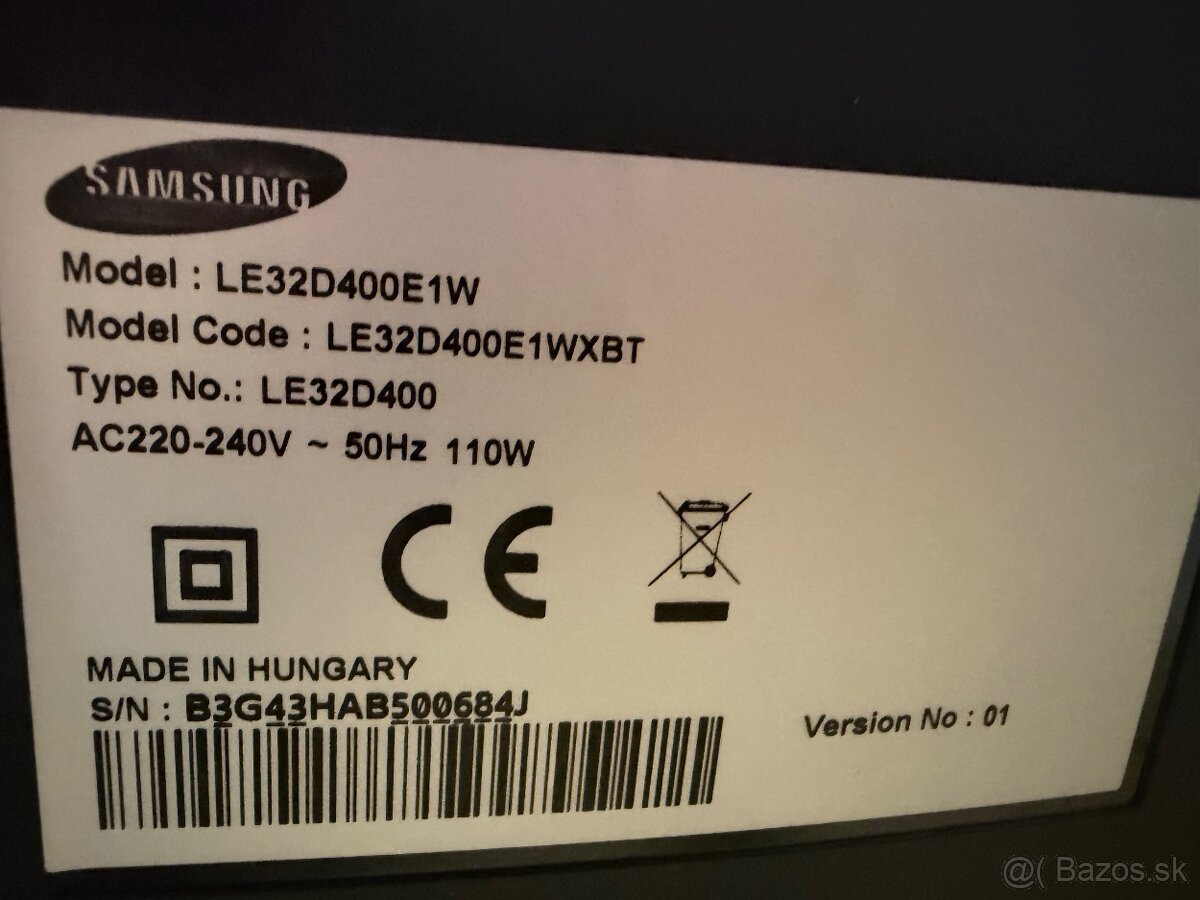 SAMSUNG
Model : LE32D400E1W
Model Code : LE32D400E1WXBT
Type No.: LE32D400
AC220-240V ~ 50Hz 110W
CE
MADE IN HUNGARY
S/N : B3G43HAB500684J
Version No : 01
@( Bazos.sk